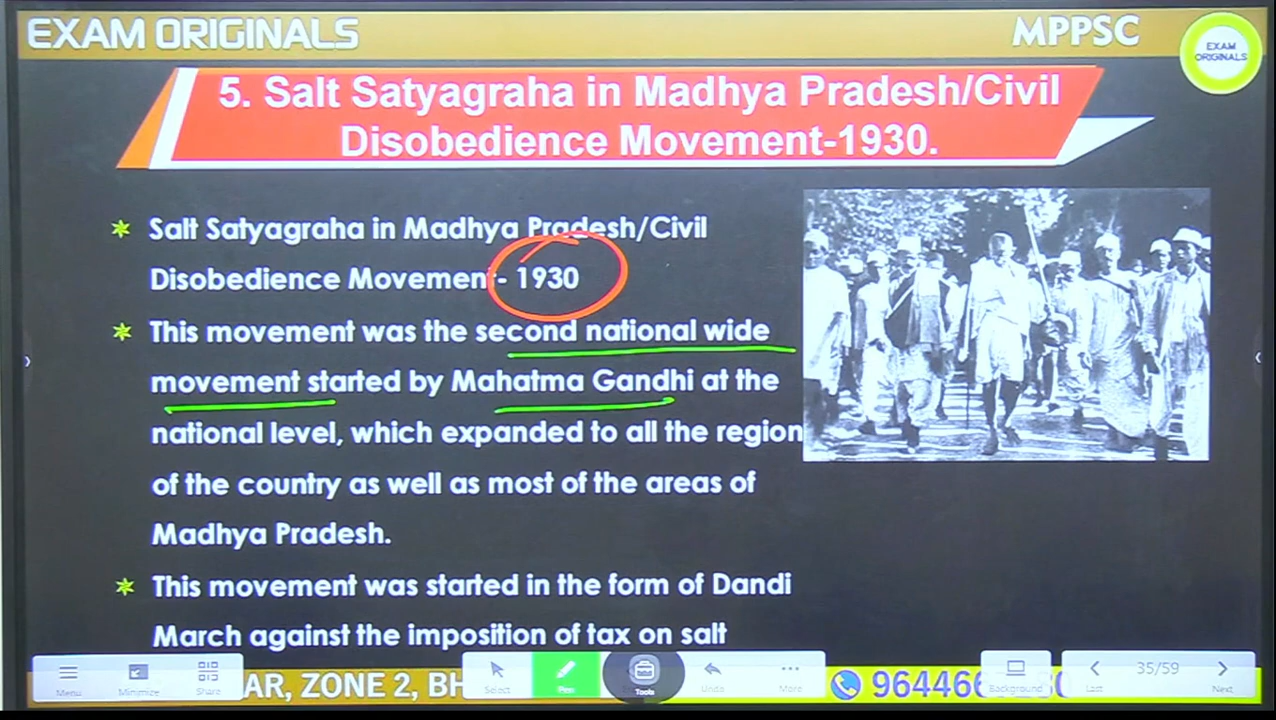 EXAM ORIGINALS
MPPSC
EXAM
ORIGINALS
5. Salt Satyagraha in Madhya Pradesh/Civil
Disobedience Movement-1930.
Salt Satyagraha in Madhya Pradesh/Civil
Disobedience Movement- 1930
This movement was the second national wide
movement started by Mahatma Gandhi at the
national level, which expanded to all the region
of the country as well as most of the areas of
Madhya Pradesh.
This movement was started in the form of Dandi
March against the imposition of tax on salt
Menu
Minimize
Share
AR, ZONE 2, BH
Select
Pen
Tools
Undo
More
96446
Background
Last
35/59
Next